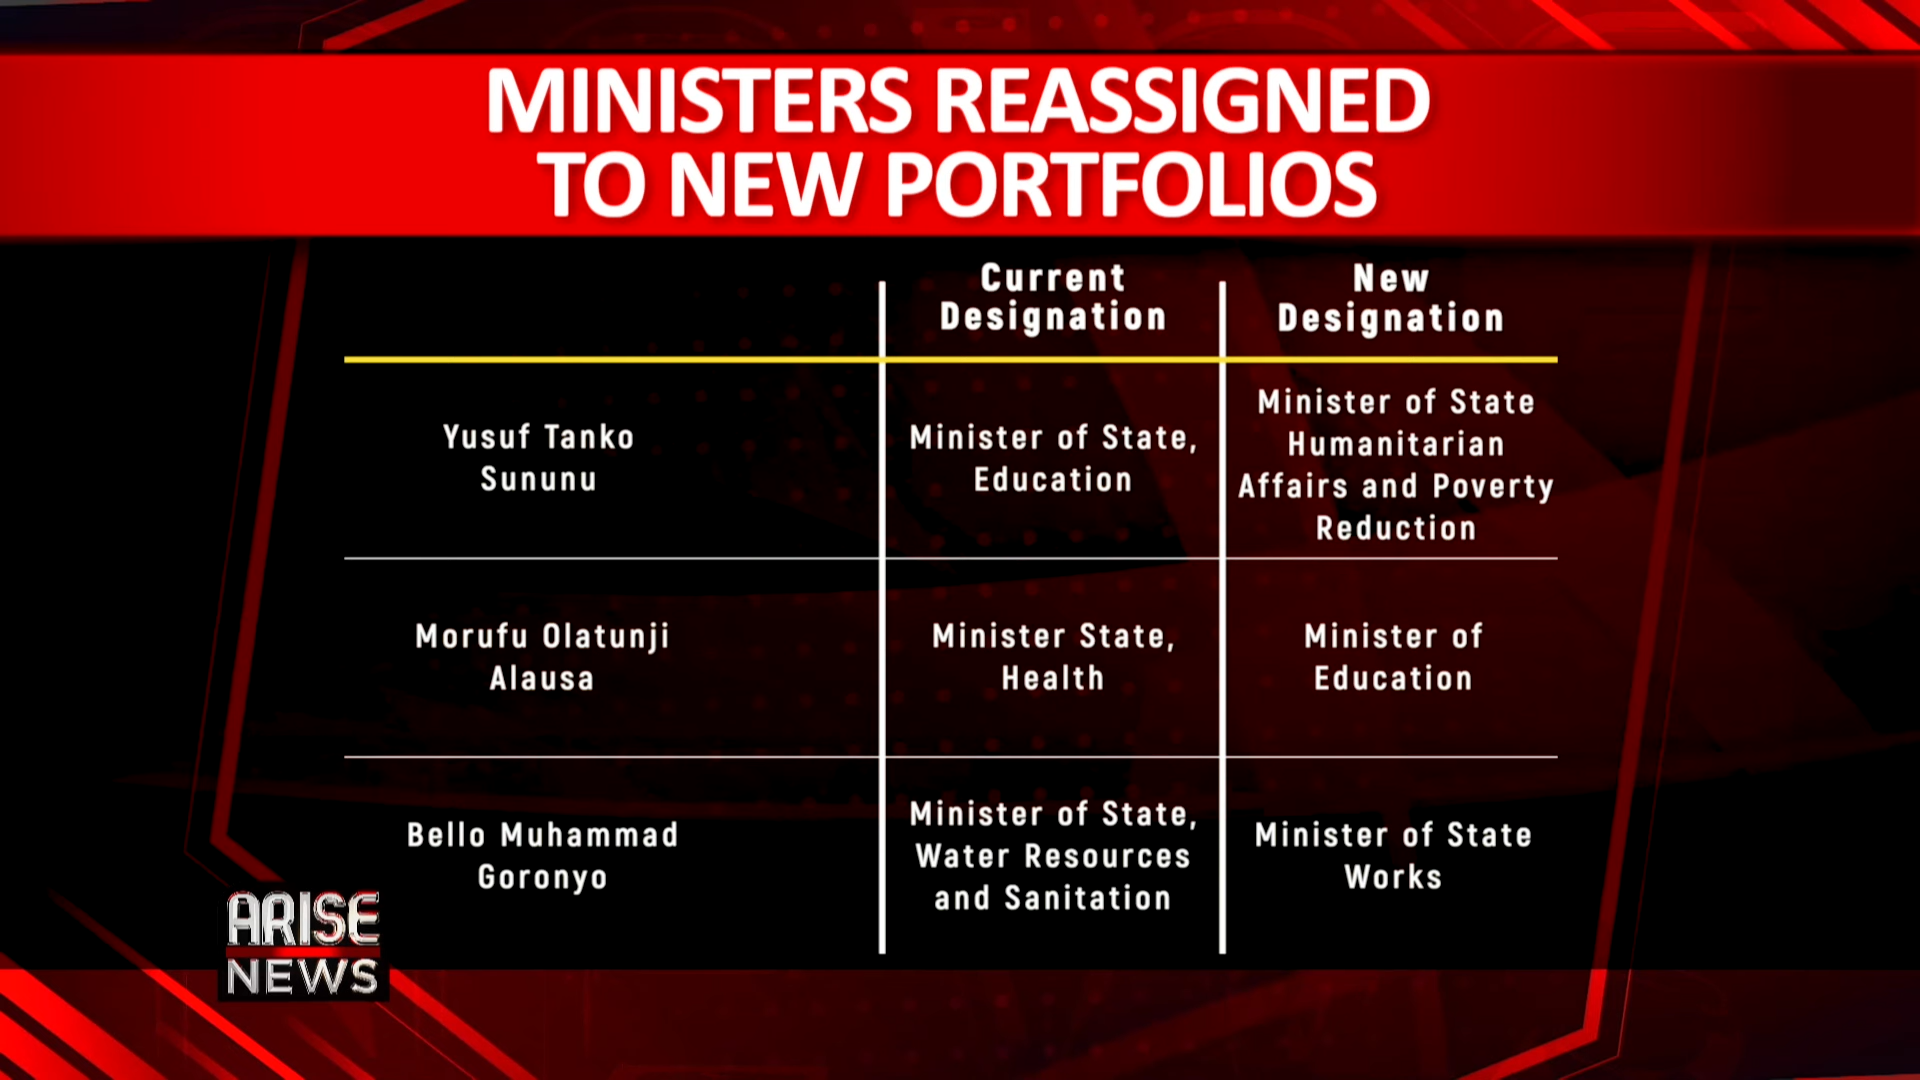 MINISTERS REASSIGNED
TO NEW PORTFOLIOS
Current
Designation
New
Designation
Yusuf Tanko
Sununu
Minister of State,
Education
Minister of State
Humanitarian
Affairs and Poverty
Reduction
Morufu Olatunji
Alausa
Minister State,
Health
Minister of
Education
Bello Muhammad
Goronyo
Minister of State,
Water Resources
and Sanitation
Minister of State
Works
ARISE
NEWS